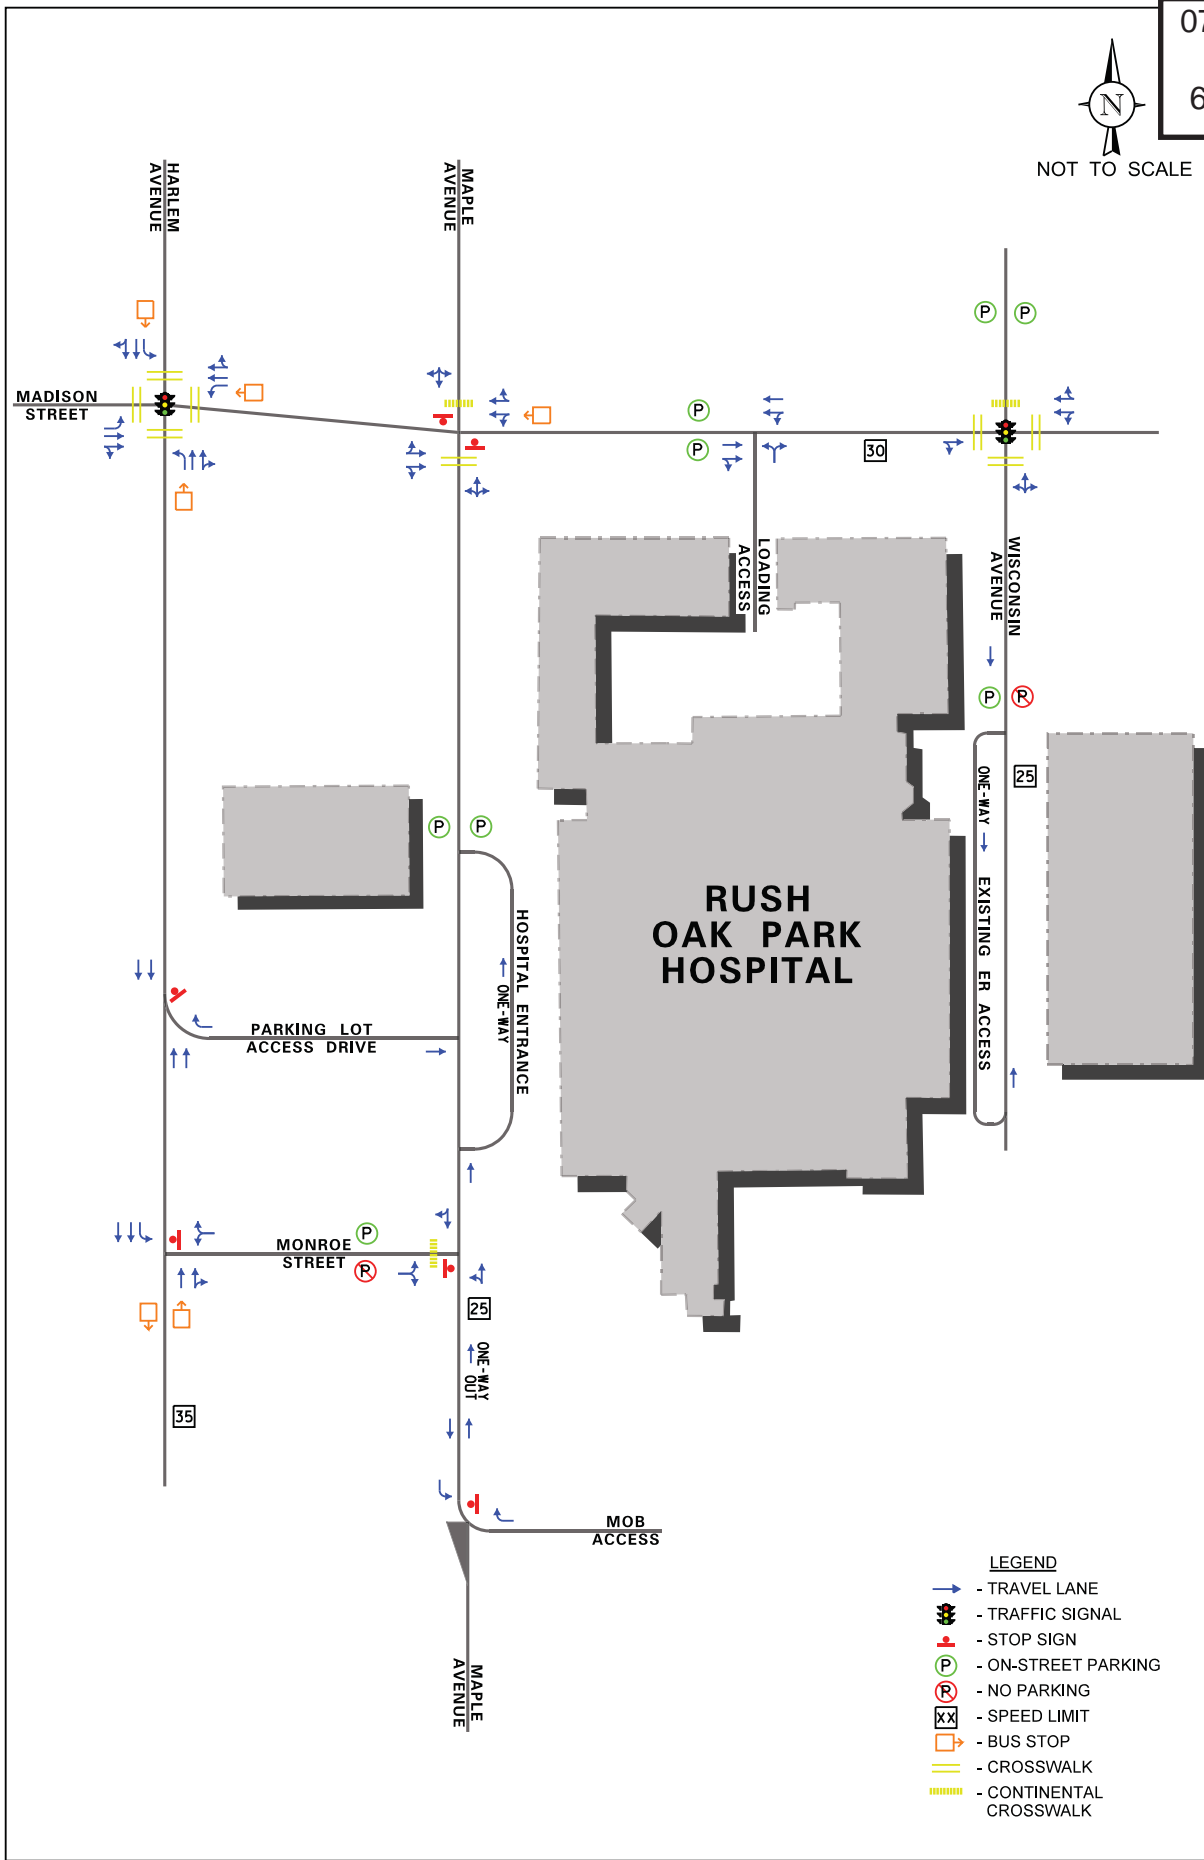 07
6
N
NOT TO SCALE
HARLEM
AVENUE
MAPLE
AVENUE
P P
MADISON
STREET
P
P
30
LOADING
ACCESS
WISCONSIN
AVENUE
P P
25
ONE-WAY
EXISTING ER ACCESS
P P
RUSH
OAK PARK
HOSPITAL
HOSPITAL ENTRANCE
ONE-WAY
PARKING LOT
ACCESS DRIVE
P
MONROE
STREET
P
25
ONE-WAY
OUT
35
MOB
ACCESS
MAPLE
AVENUE
LEGEND
- TRAVEL LANE
- TRAFFIC SIGNAL
- STOP SIGN
P - ON-STREET PARKING
P - NO PARKING
XX - SPEED LIMIT
- BUS STOP
- CROSSWALK
- CONTINENTAL
CROSSWALK